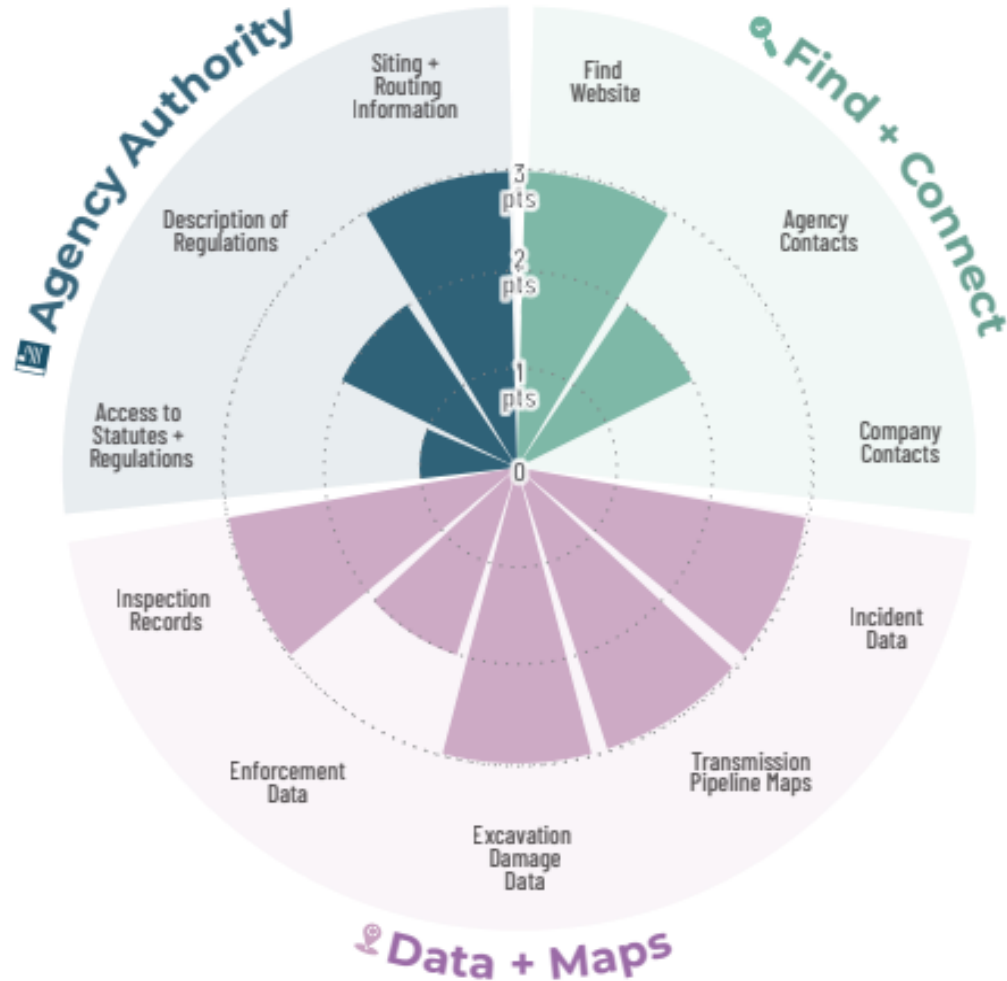 Agency Authority
Find + Connect
Siting +
Routing
Information
Find
Website
Description of
Regulations
Agency
Contacts
Access to
Statutes +
Regulations
Company
Contacts
3
pts
2
pts
1
pts
0
Inspection
Records
Incident
Data
Enforcement
Data
Transmission
Pipeline Maps
Excavation
Damage
Data
Data + Maps